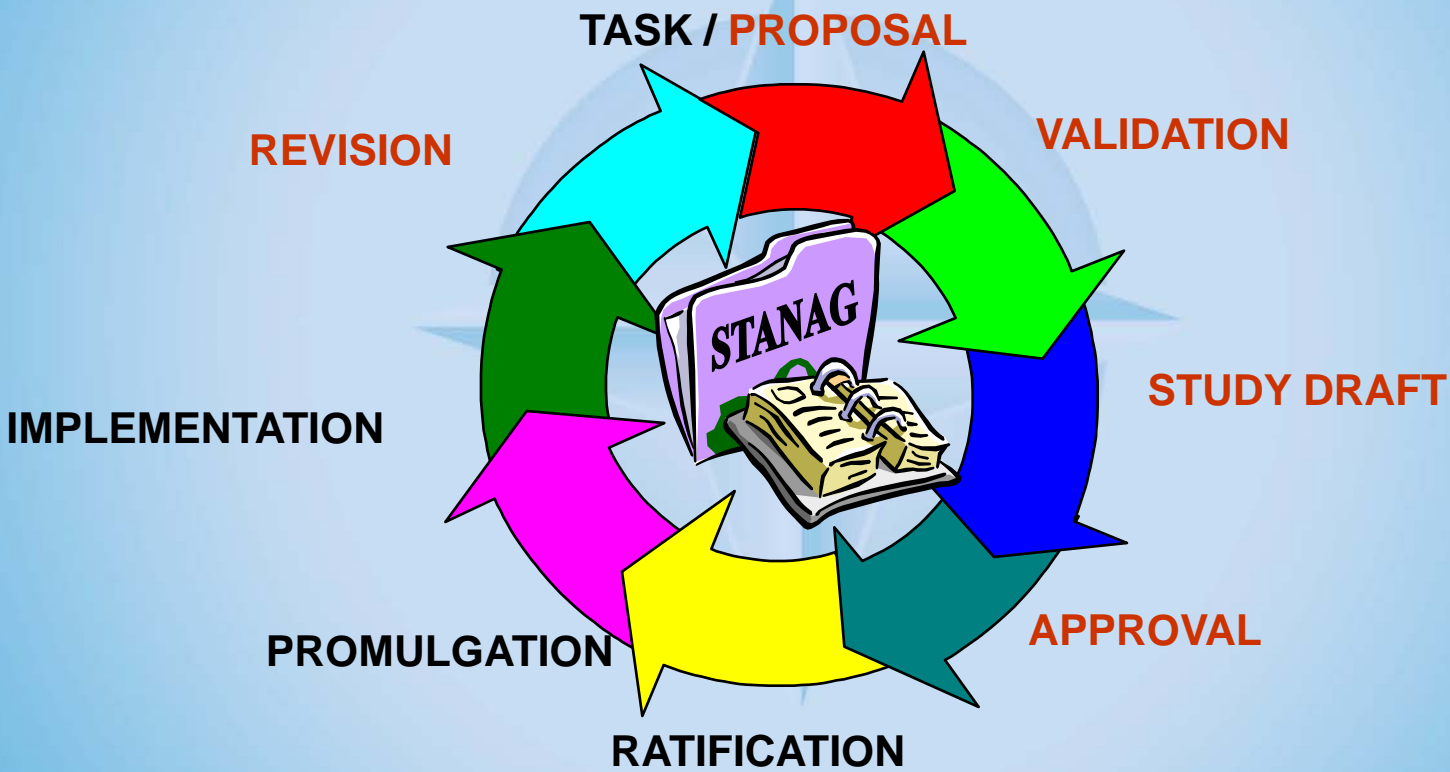 TASK / PROPOSAL
VALIDATION
STUDY DRAFT
APPROVAL
RATIFICATION
PROMULGATION
IMPLEMENTATION
REVISION
STANAG